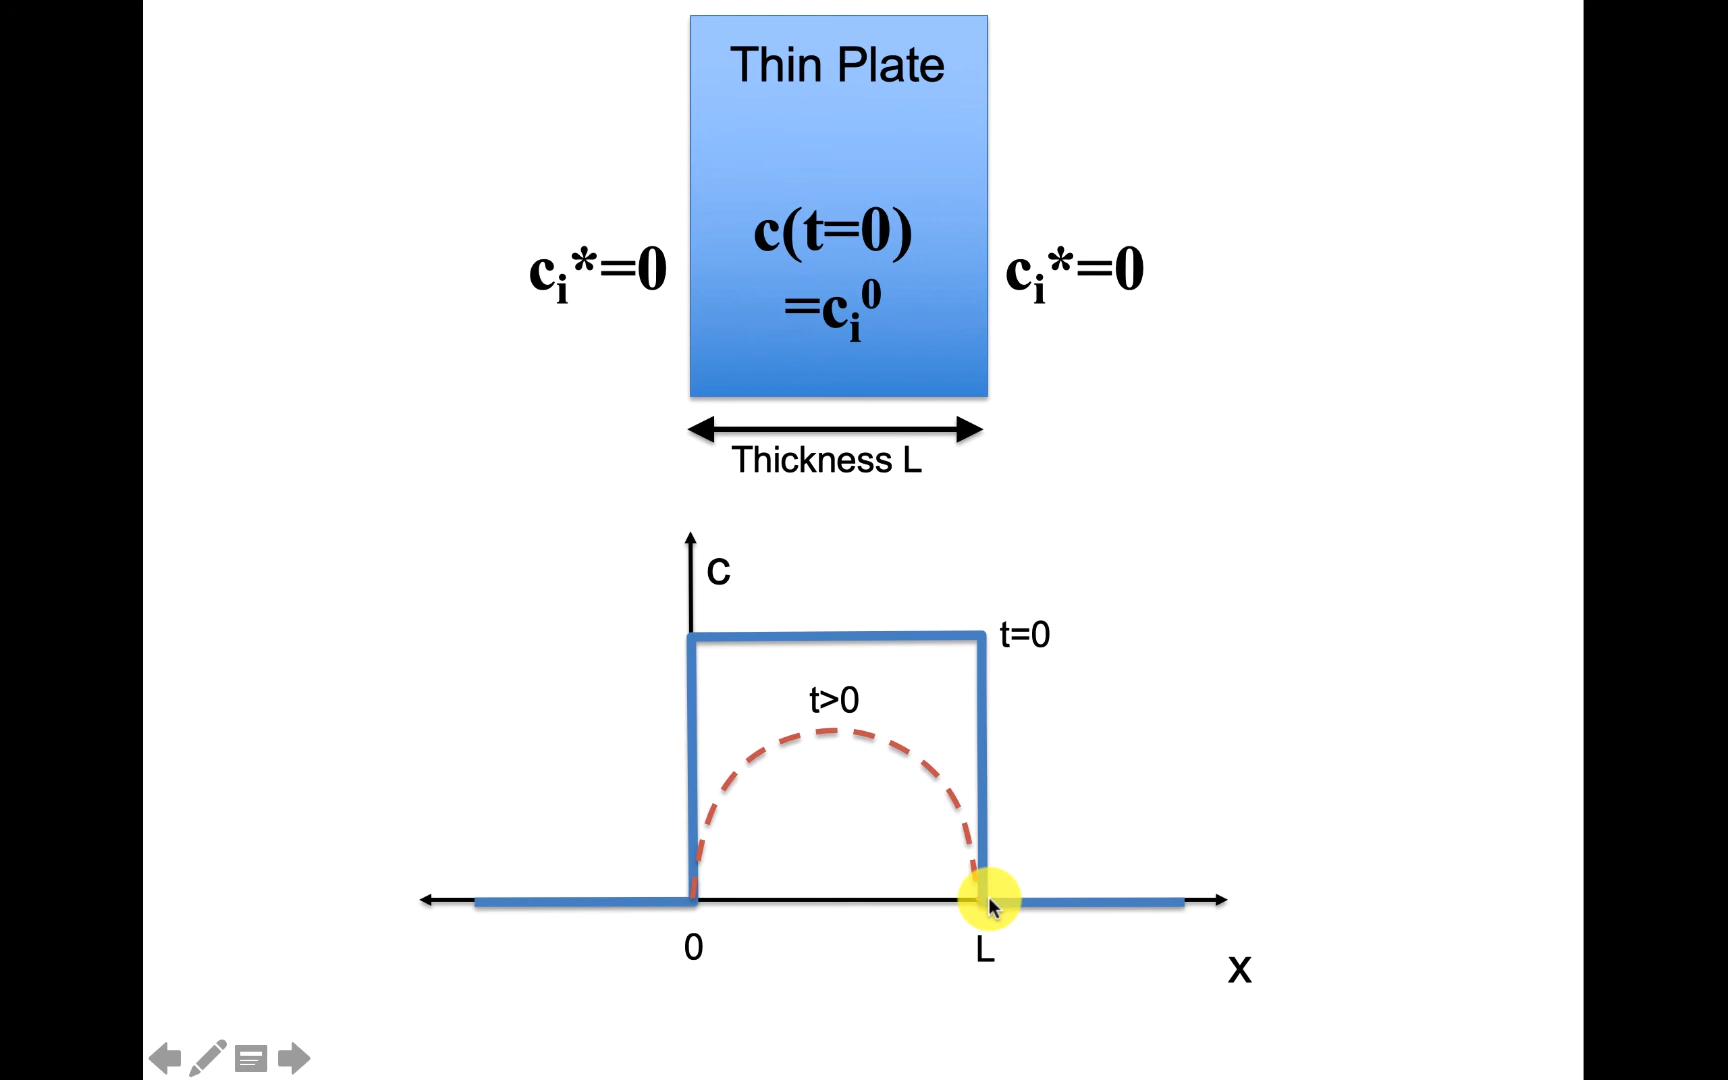 Thin Plate
c(t=0)
=cᵢ⁰
cᵢ*=0
cᵢ*=0
Thickness L
c
t=0
t>0
0
L
x